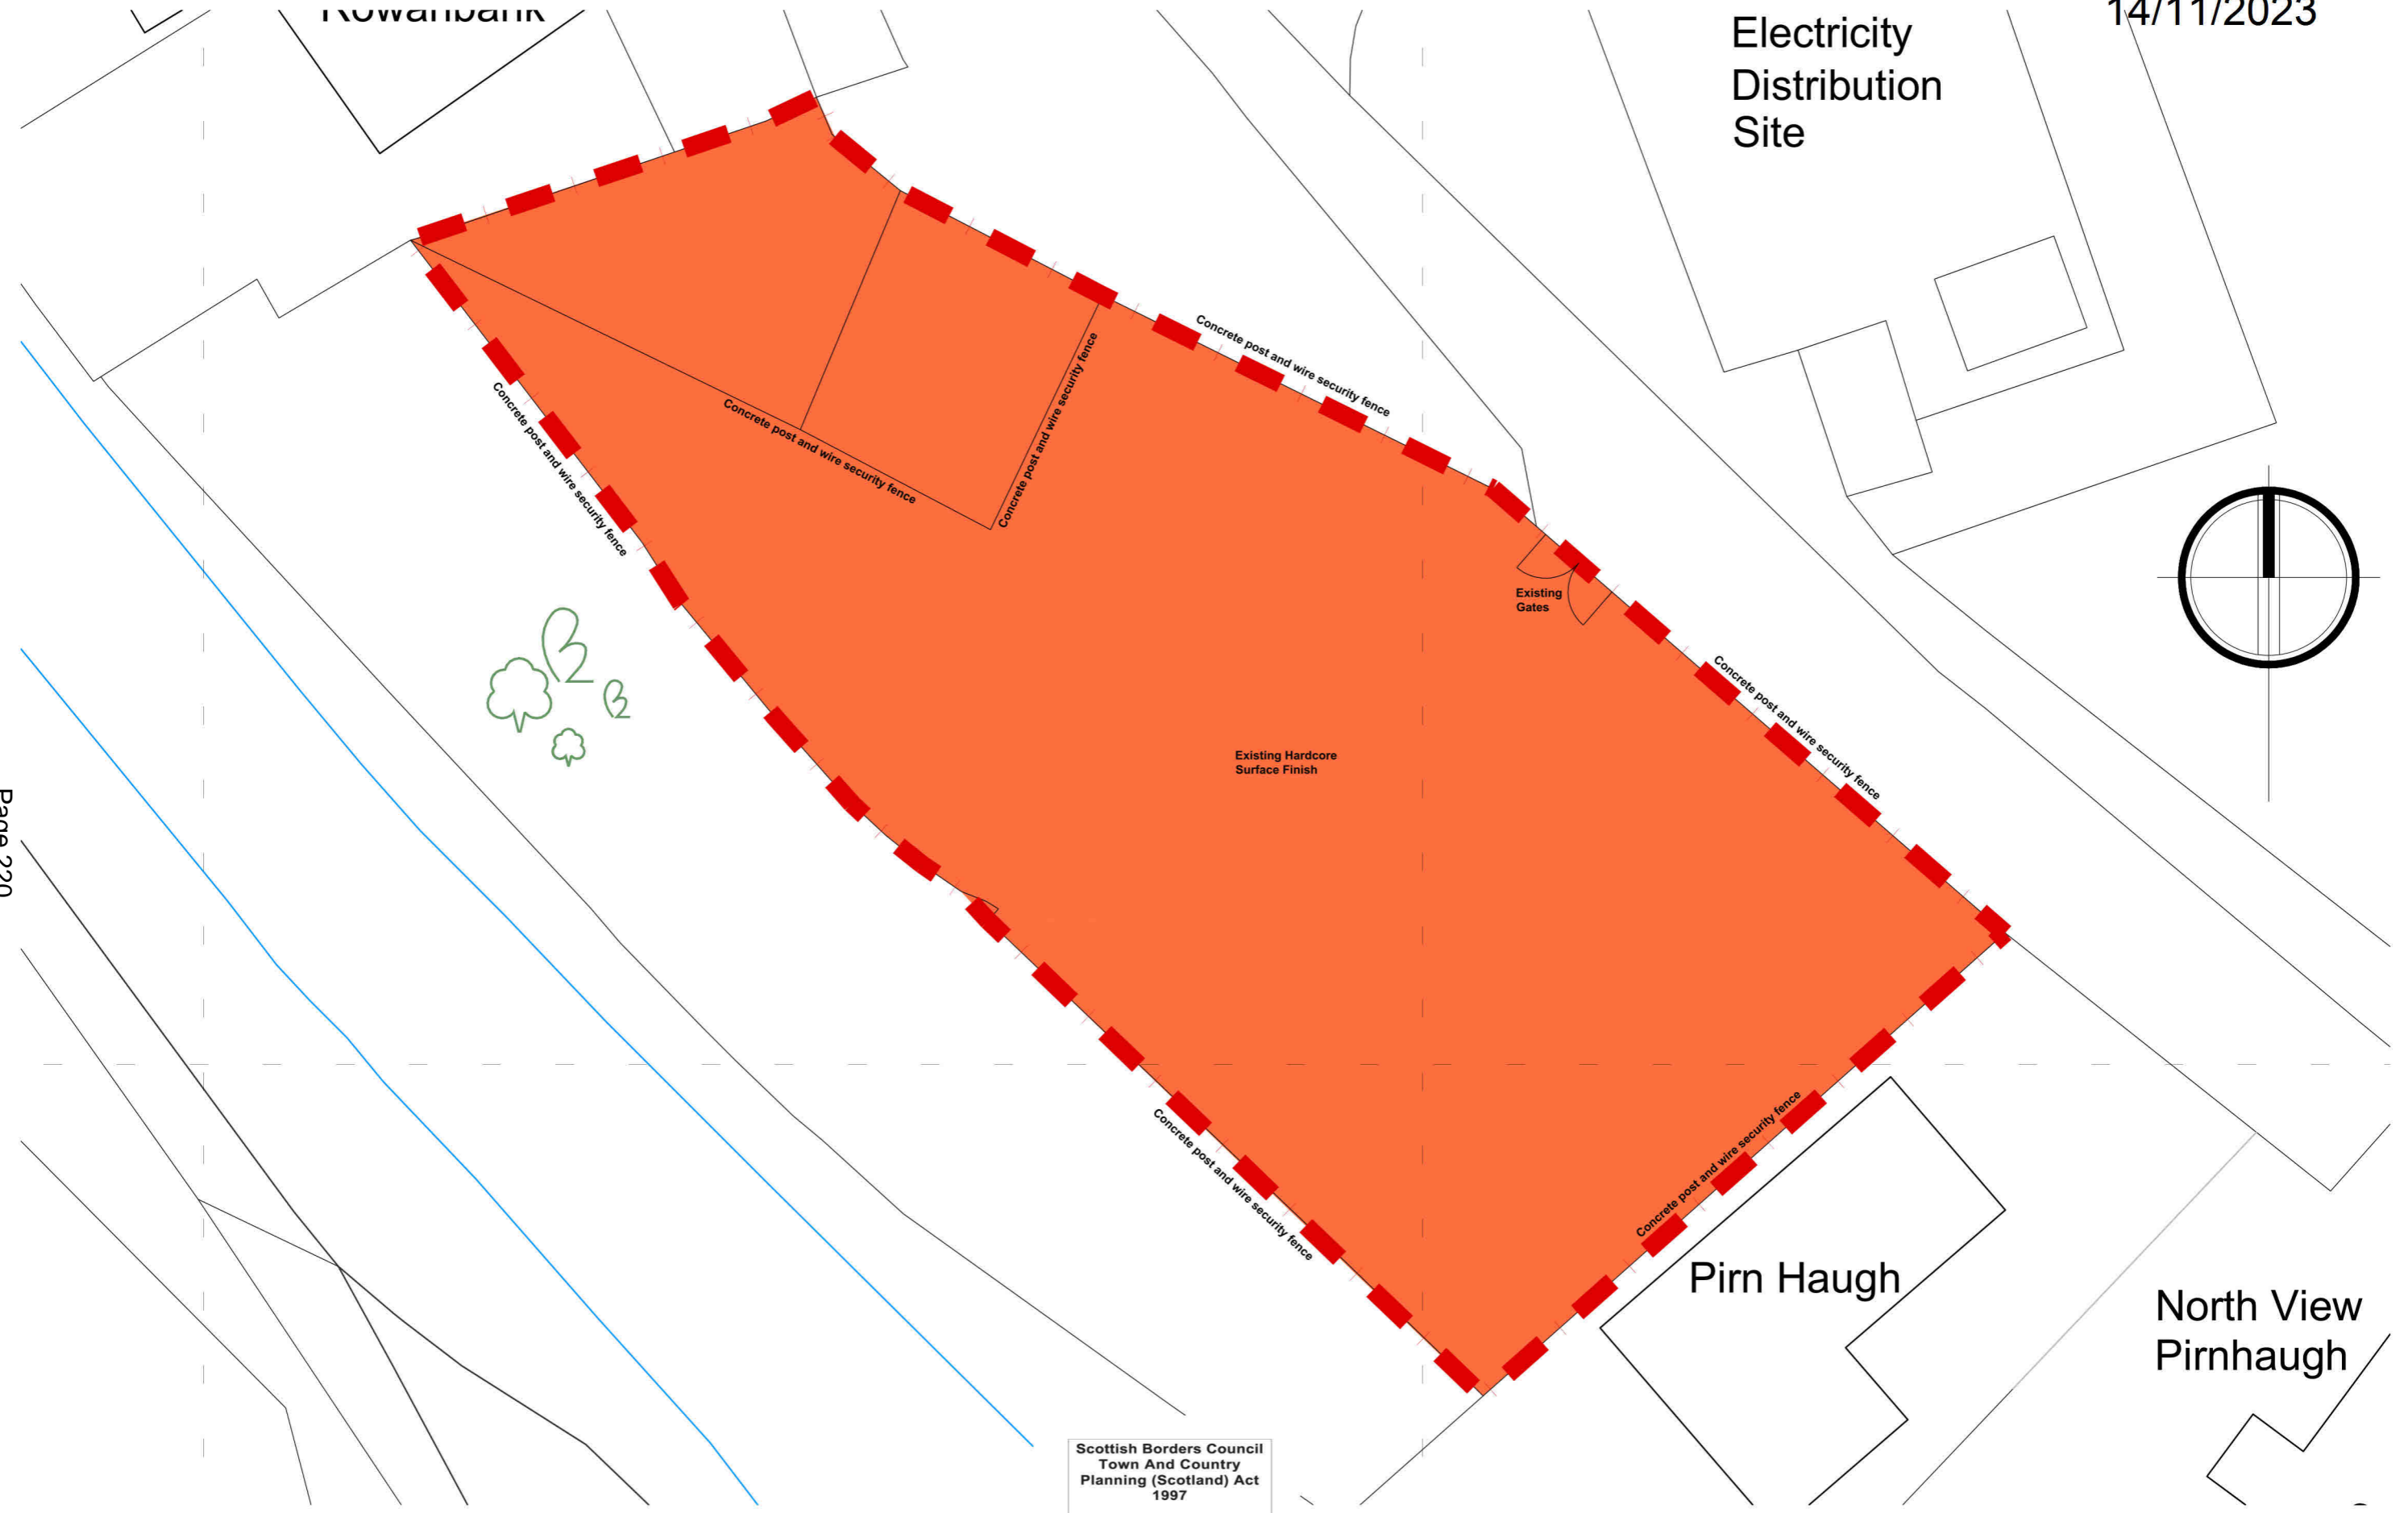 Rowanbank
14/11/2023
Electricity
Distribution
Site
Concrete post and wire security fence
Concrete post and wire security fence
Concrete post and wire security fence
Concrete post and wire security fence
Existing
Gates
Concrete post and wire security fence
Existing Hardcore
Surface Finish
Page 220
Concrete post and wire security fence
Concrete post and wire security fence
Pirn Haugh
North View
Pirnhaugh
Scottish Borders Council
Town And Country
Planning (Scotland) Act
1997